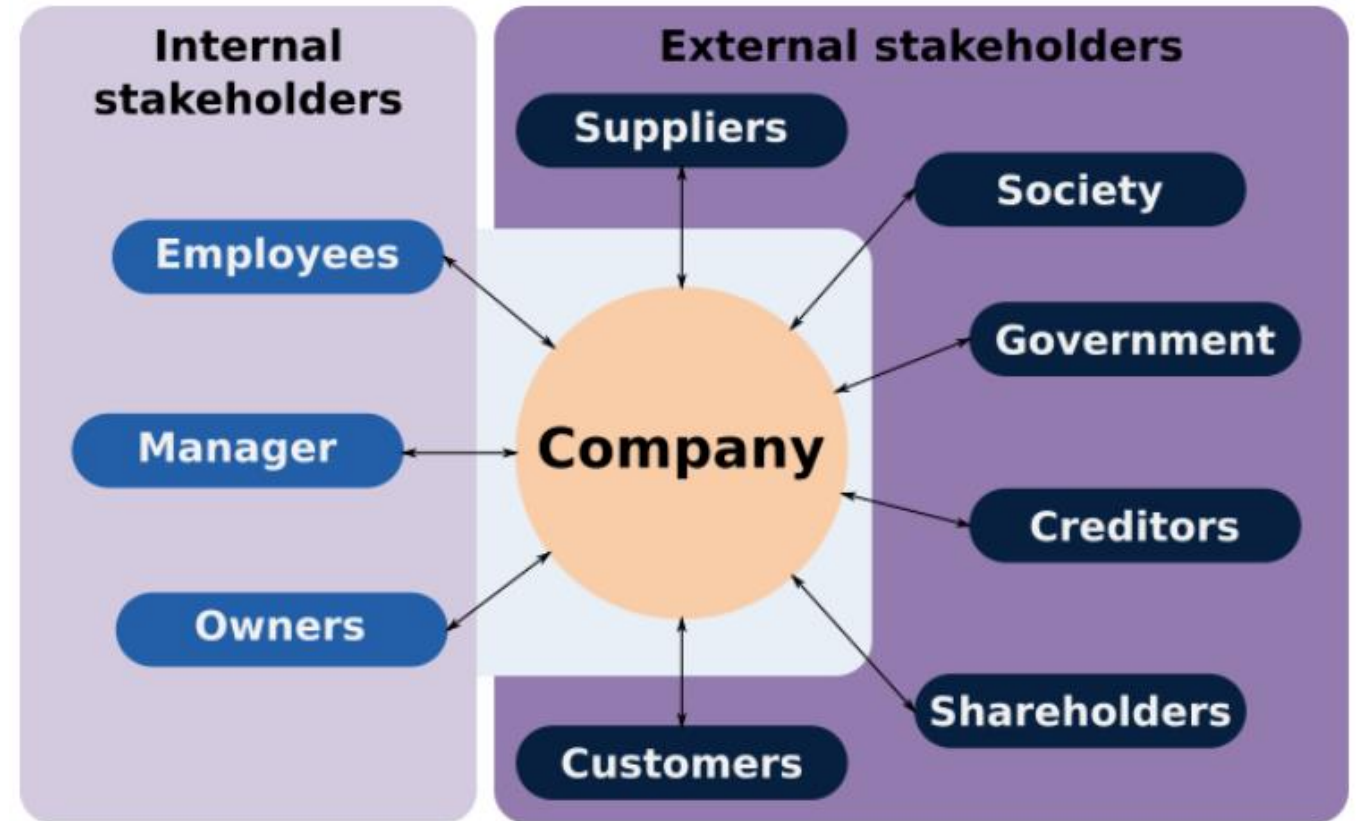 Internal
stakeholders
Employees
Manager
Owners
External stakeholders
Suppliers
Society
Government
Company
Creditors
Shareholders
Customers